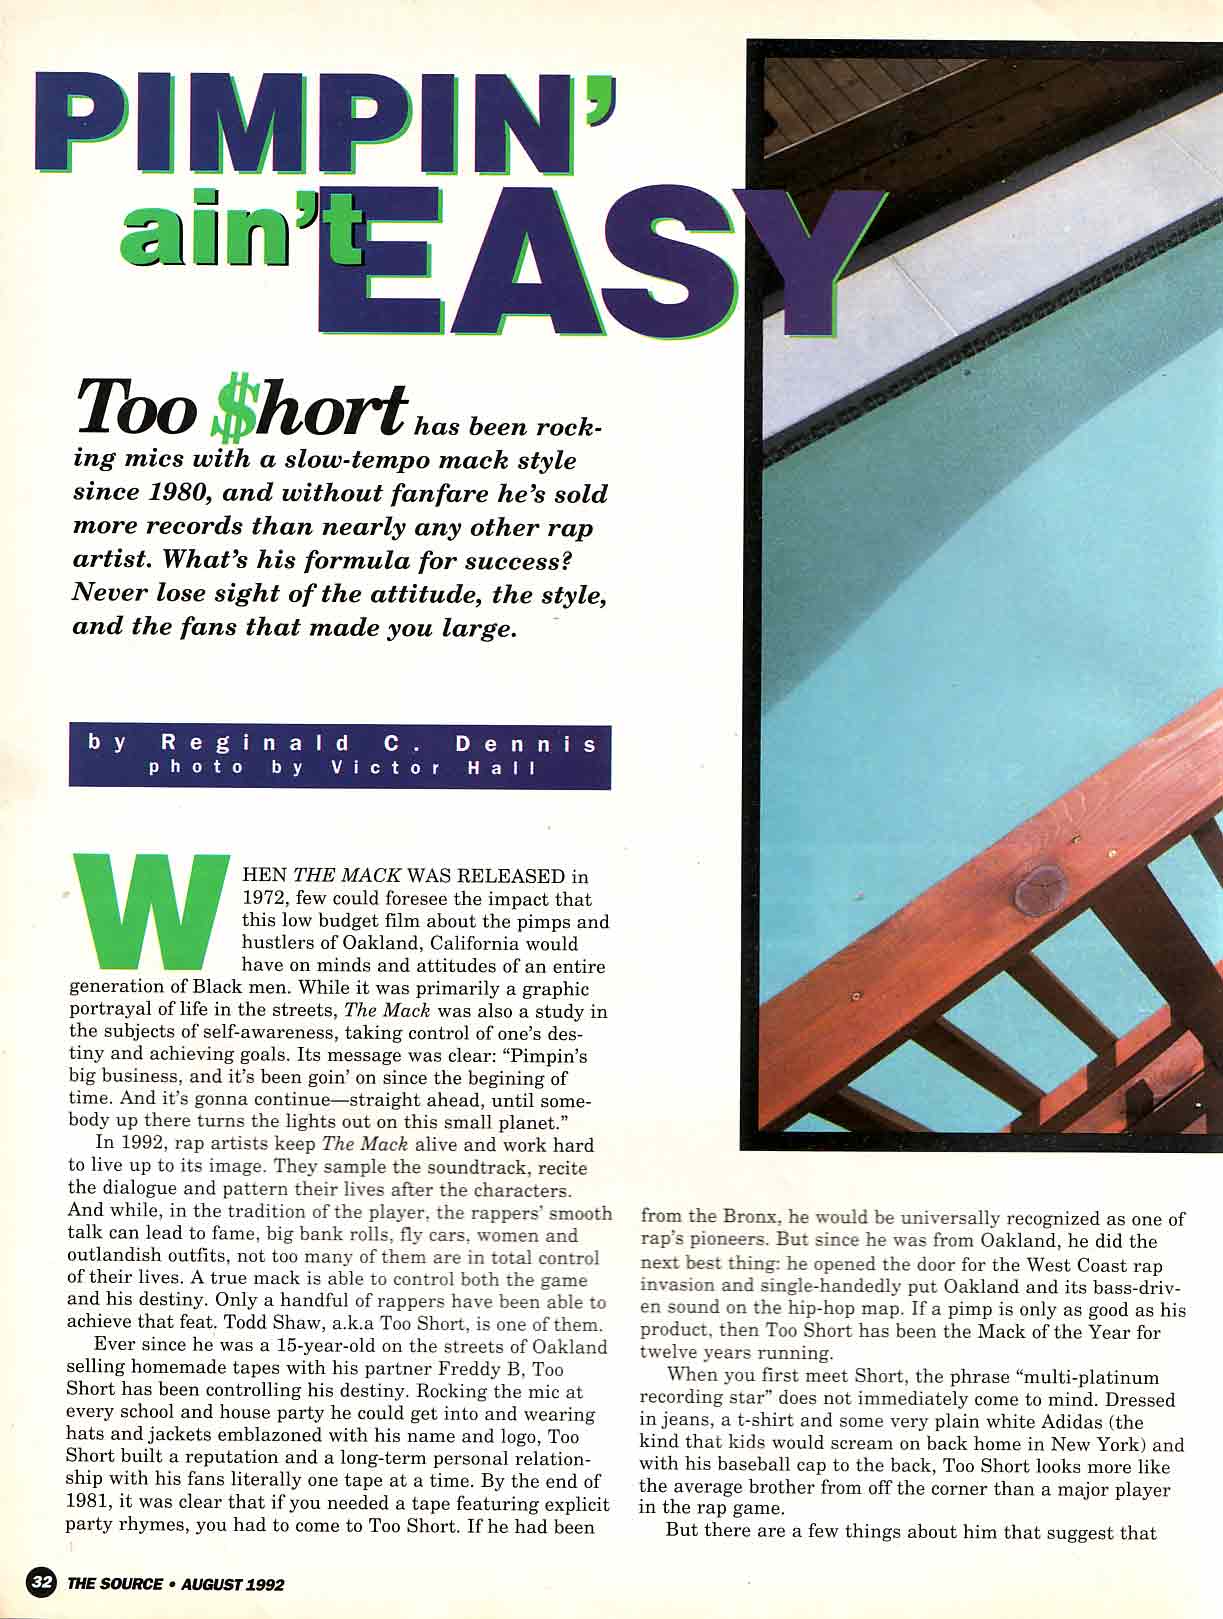 PIMPIN'
ain't EASY
Too $hort has been rock-
ing mics with a slow-tempo mack style
since 1980, and without fanfare he's sold
more records than nearly any other rap
artist. What's his formula for success?
Never lose sight of the attitude, the style,
and the fans that made you large.
by Reginald C. Dennis
photo by Victor Hall
WHEN THE MACK WAS RELEASED in
1972, few could foresee the impact that
this low budget film about the pimps and
hustlers of Oakland, California would
have on minds and attitudes of an entire
generation of Black men. While it was primarily a graphic
portrayal of life in the streets, The Mack was also a study in
the subjects of self-awareness, taking control of one's des-
tiny and achieving goals. Its message was clear: “Pimpin's
big business, and it's been goin' on since the begining of
time. And it's gonna continue—straight ahead, until some-
body up there turns the lights out on this small planet.”
In 1992, rap artists keep The Mack alive and work hard
to live up to its image. They sample the soundtrack, recite
the dialogue and pattern their lives after the characters.
And while, in the tradition of the player, the rappers' smooth
talk can lead to fame, big bank rolls, fly cars, women and
outlandish outfits, not too many of them are in total control
of their lives. A true mack is able to control both the game
and his destiny. Only a handful of rappers have been able to
achieve that feat. Todd Shaw, a.k.a Too Short, is one of them.
Ever since he was a 15-year-old on the streets of Oakland
selling homemade tapes with his partner Freddy B, Too
Short has been controlling his destiny. Rocking the mic at
every school and house party he could get into and wearing
hats and jackets emblazoned with his name and logo, Too
Short built a reputation and a long-term personal relation-
ship with his fans literally one tape at a time. By the end of
1981, it was clear that if you needed a tape featuring explicit
party rhymes, you had to come to Too Short. If he had been
from the Bronx, he would be universally recognized as one of
rap's pioneers. But since he was from Oakland, he did the
next best thing: he opened the door for the West Coast rap
invasion and single-handedly put Oakland and its bass-driv-
en sound on the hip-hop map. If a pimp is only as good as his
product, then Too Short has been the Mack of the Year for
twelve years running.
When you first meet Short, the phrase “multi-platinum
recording star” does not immediately come to mind. Dressed
in jeans, a t-shirt and some very plain white Adidas (the
kind that kids would scream on back home in New York) and
with his baseball cap to the back, Too Short looks more like
the average brother from off the corner than a major player
in the rap game.
But there are a few things about him that suggest that
32 THE SOURCE • AUGUST 1992